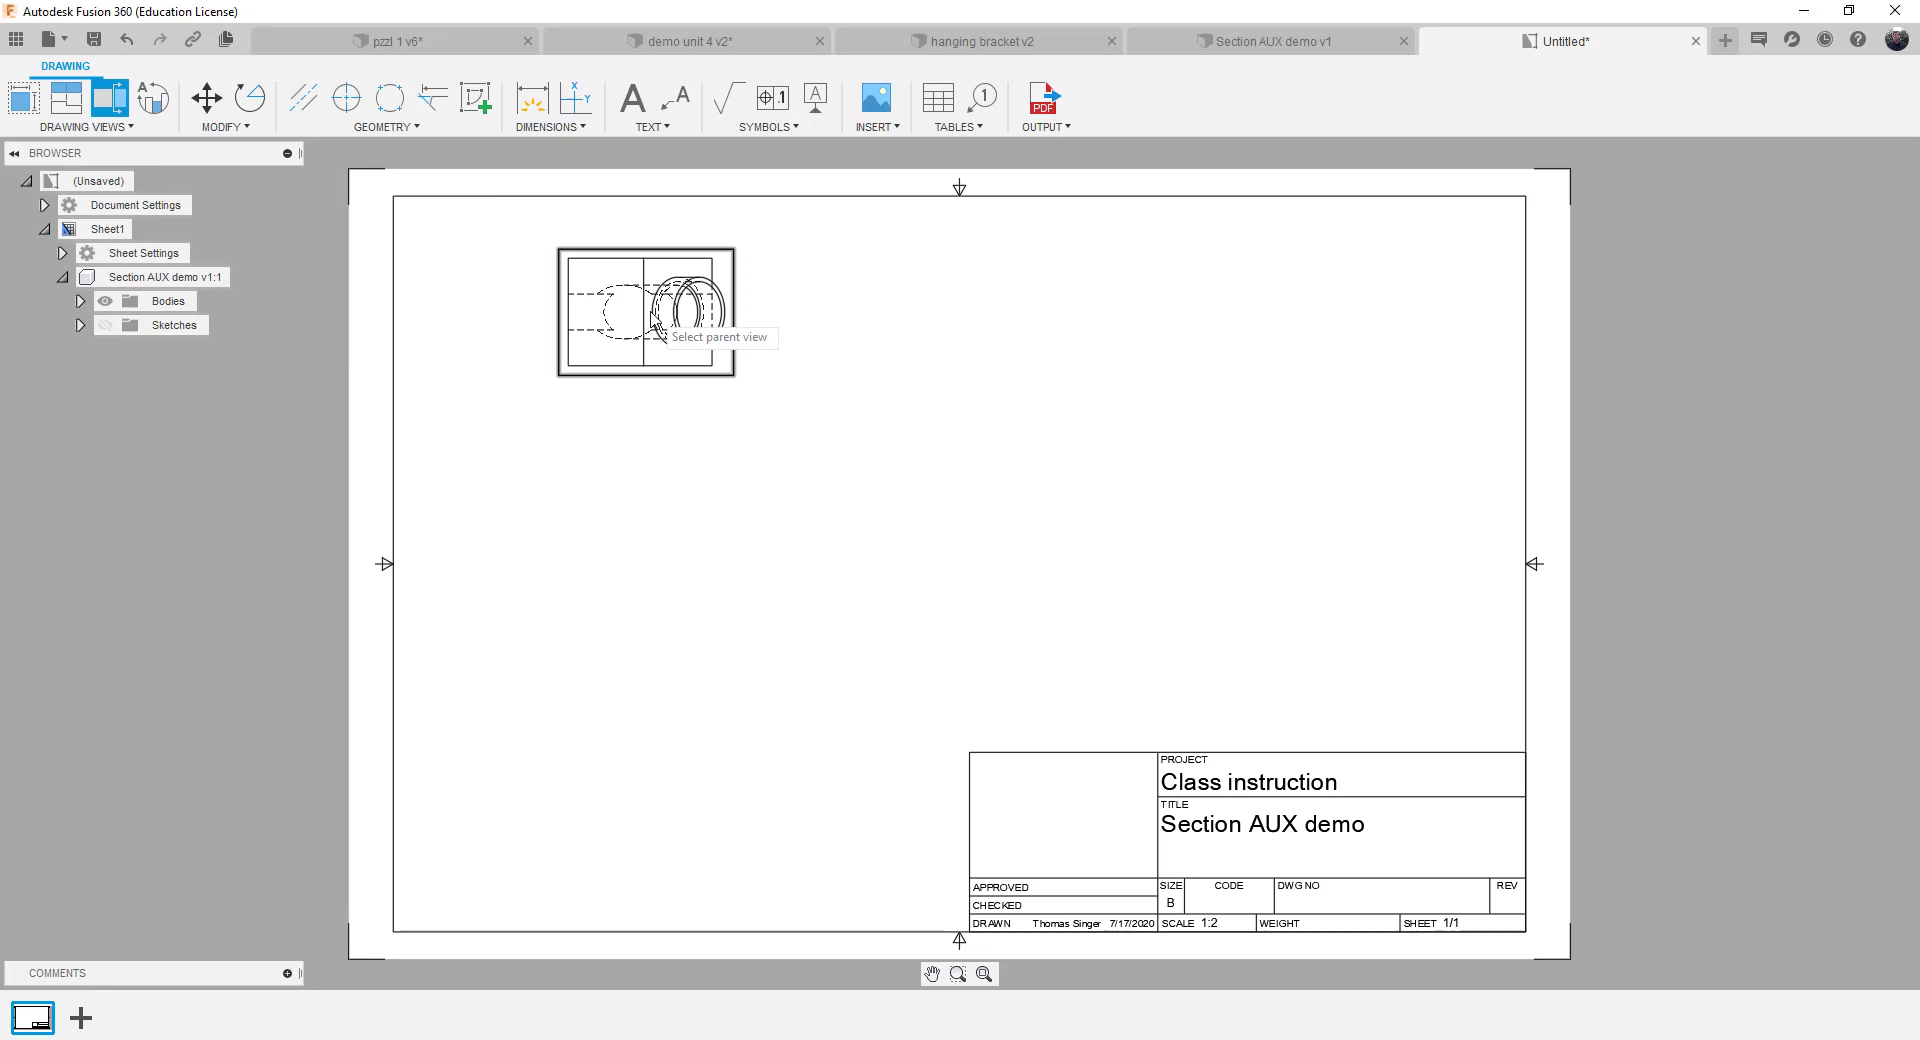 Autodesk Fusion 360 (Education License)
pzzl 1 v6*
demo unit 4 v2*
hanging bracket v2
Section AUX demo v1
Untitled*
DRAWING
DRAWING VIEWS
MODIFY
GEOMETRY
DIMENSIONS
TEXT
SYMBOLS
INSERT
TABLES
OUTPUT
BROWSER
(Unsaved)
Document Settings
Sheet1
Sheet Settings
Section AUX demo v1:1
Bodies
Sketches
Select parent view
PROJECT
Class instruction
TITLE
Section AUX demo
APPROVED
CHECKED
DRAWN Thomas Singer 7/17/2020
SIZE
B
CODE
DWG NO
REV
SCALE 1:2
WEIGHT
SHEET 1/1
COMMENTS